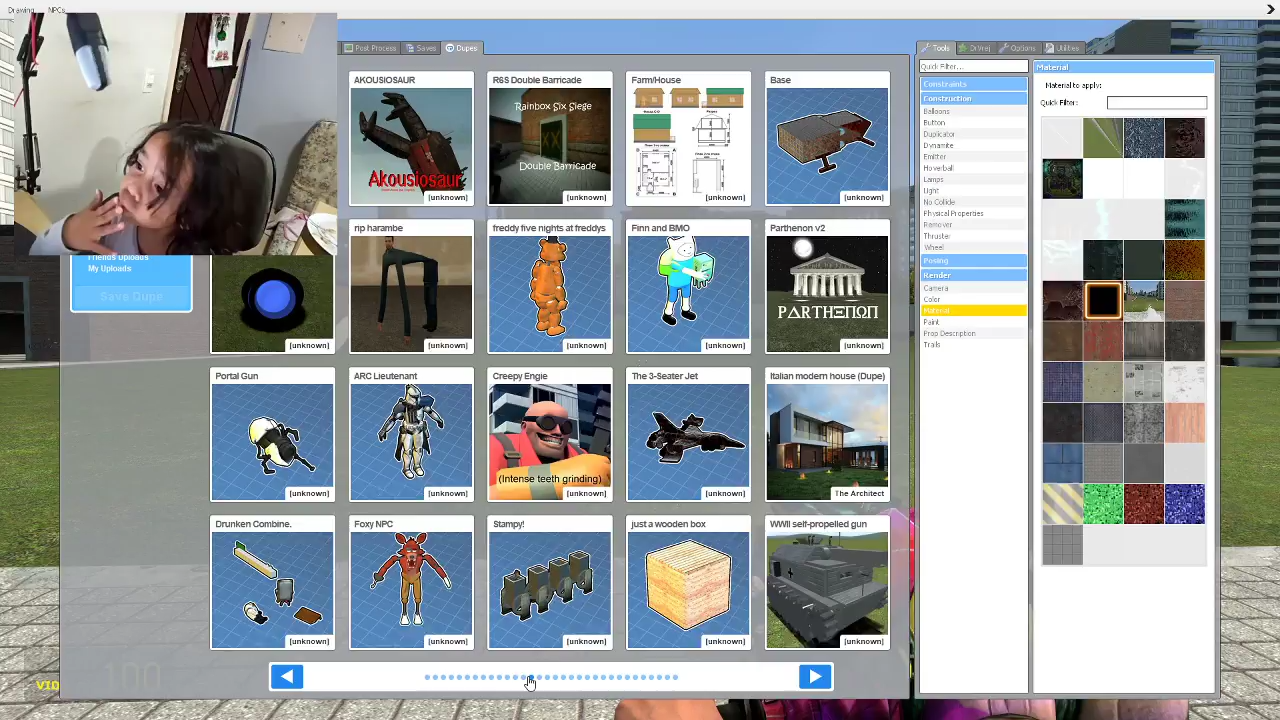 Drawing NPCs
Post Process Saves Dupes
Friends Uploads
My Uploads
Save Dupe
AKOUSIOSAUR
Akousiosaur
[unknown]
R6S Double Barricade
Rainbow Six Siege
Double Barricade
[unknown]
Farm/House
[unknown]
Base
[unknown]
[unknown]
rip harambe
[unknown]
freddy five nights at freddys
[unknown]
Finn and BMO
[unknown]
Parthenon v2
PARTHENON
[unknown]
Portal Gun
[unknown]
ARC Lieutenant
[unknown]
Creepy Engie
(Intense teeth grinding)
[unknown]
The 3-Seater Jet
[unknown]
Italian modern house (Dupe)
The Architect
Drunken Combine.
[unknown]
Foxy NPC
[unknown]
Stampy!
[unknown]
just a wooden box
[unknown]
WWII self-propelled gun
[unknown]
100
Tools Options Utilities
Quick Filter...
Constraints
Construction
Balloons
Button
Duplicator
Dynamite
Emitter
Hoverball
Lamps
Light
No Collide
Physical Properties
Remover
Thruster
Wheel
Posing
Render
Camera
Color
Material
Paint
Prop Description
Trails
Material
Material to apply:
Quick Filter: